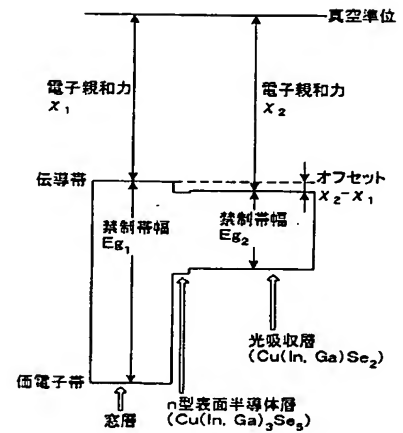 真空準位
電子親和力
χ₁
電子親和力
χ₂
伝導帯
オフセット
χ₂−χ₁
禁制帯幅
Eg₁
禁制帯幅
Eg₂
光吸収層
(Cu(In, Ga)Se₂)
価電子帯
n型表面半導体層
(Cu(In, Ga)₃Se₅)
窓層